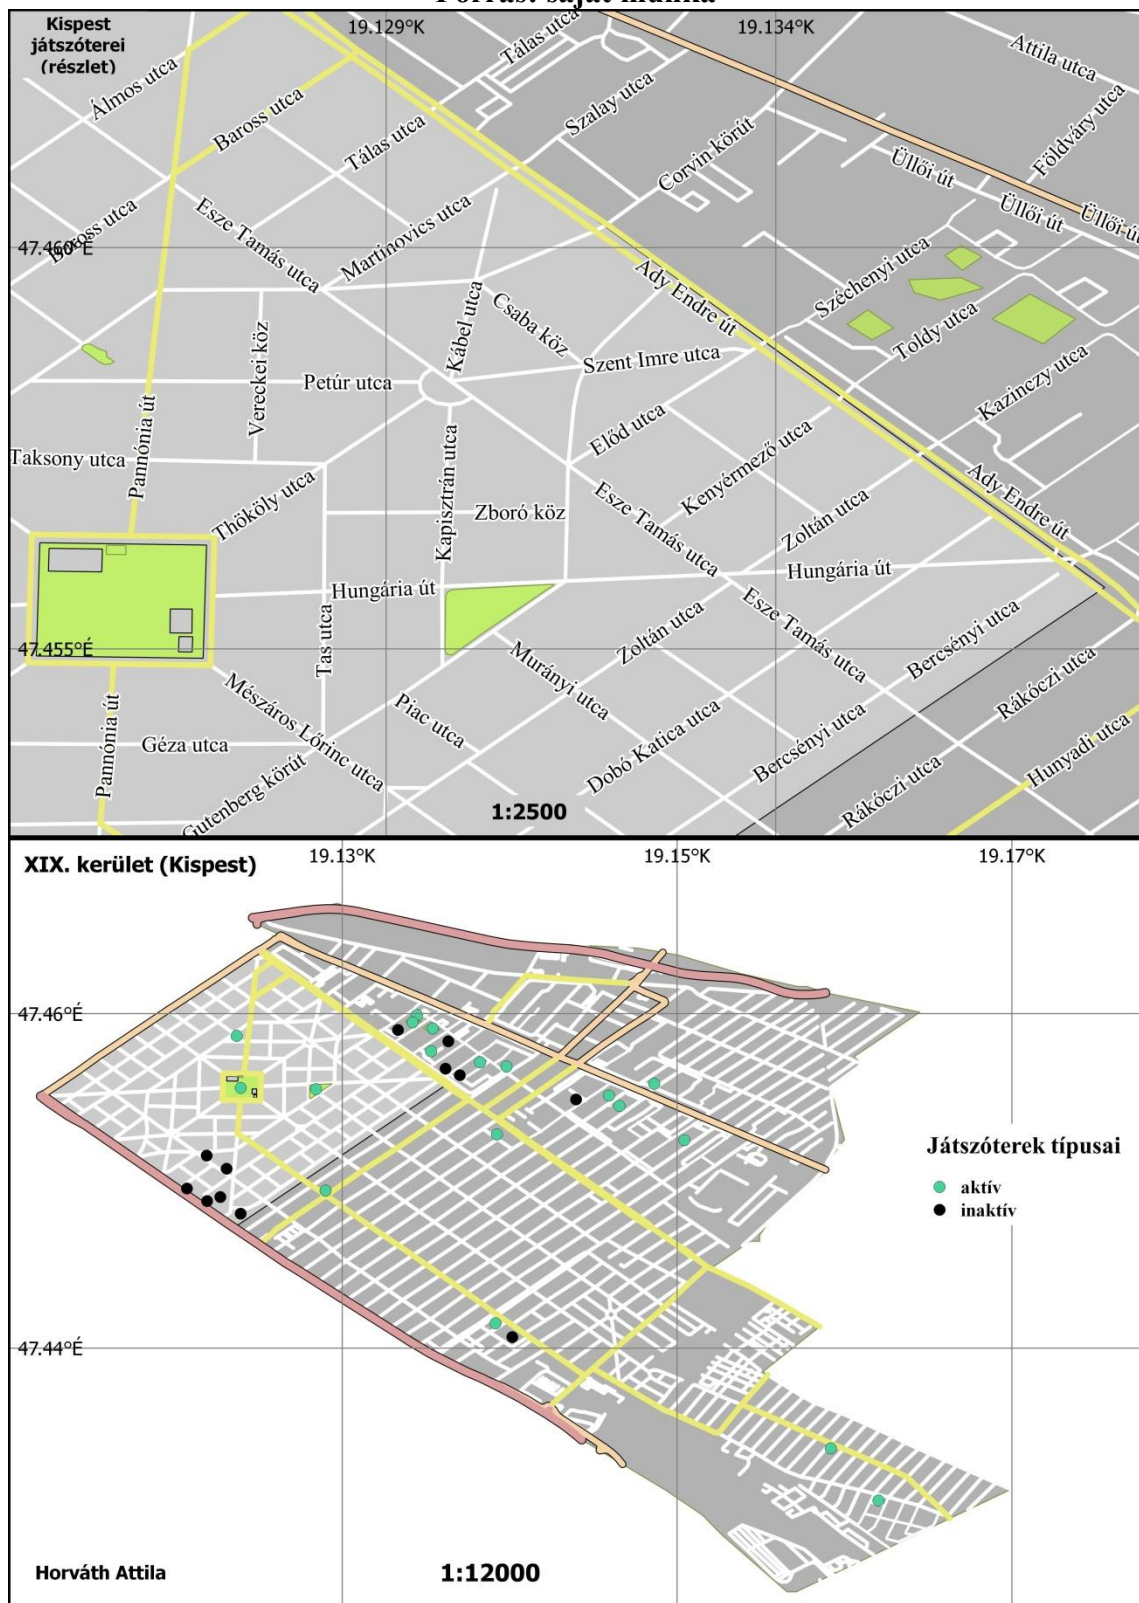 Forrás: saját munka
Kispest
játszóterei
(részlet)
19.129°K
19.134°K
Tálas utca
Attila utca
Álmos utca
Baross utca
Tálas utca
Szalay utca
Corvin körút
Földváry utca
Üllői út
Üllői út
Üllői út
Baross utca
Esze Tamás utca
Martinovics utca
47.460°É
Ady Endre út
Széchenyi utca
Toldy utca
Kábel utca
Csaba köz
Vereckei köz
Petúr utca
Szent Imre utca
Kazinczy utca
Pannónia út
Előd utca
Kenyérmező utca
Taksony utca
Thököly utca
Kapisztrán utca
Zboró köz
Esze Tamás utca
Zoltán utca
Ady Endre út
Hungária út
Hungária út
Tas utca
Zoltán utca
Esze Tamás utca
Bercsényi utca
47.455°É
Murányi utca
Rákóczi utca
Pannónia út
Mészáros Lőrinc utca
Piac utca
Géza utca
Dobó Katica utca
Bercsényi utca
Hunyadi utca
Gutenberg körút
Rákóczi utca
1:2500
XIX. kerület (Kispest)
19.13°K
19.15°K
19.17°K
47.46°É
Játszóterek típusai
aktív
inaktív
47.44°É
Horváth Attila
1:12000